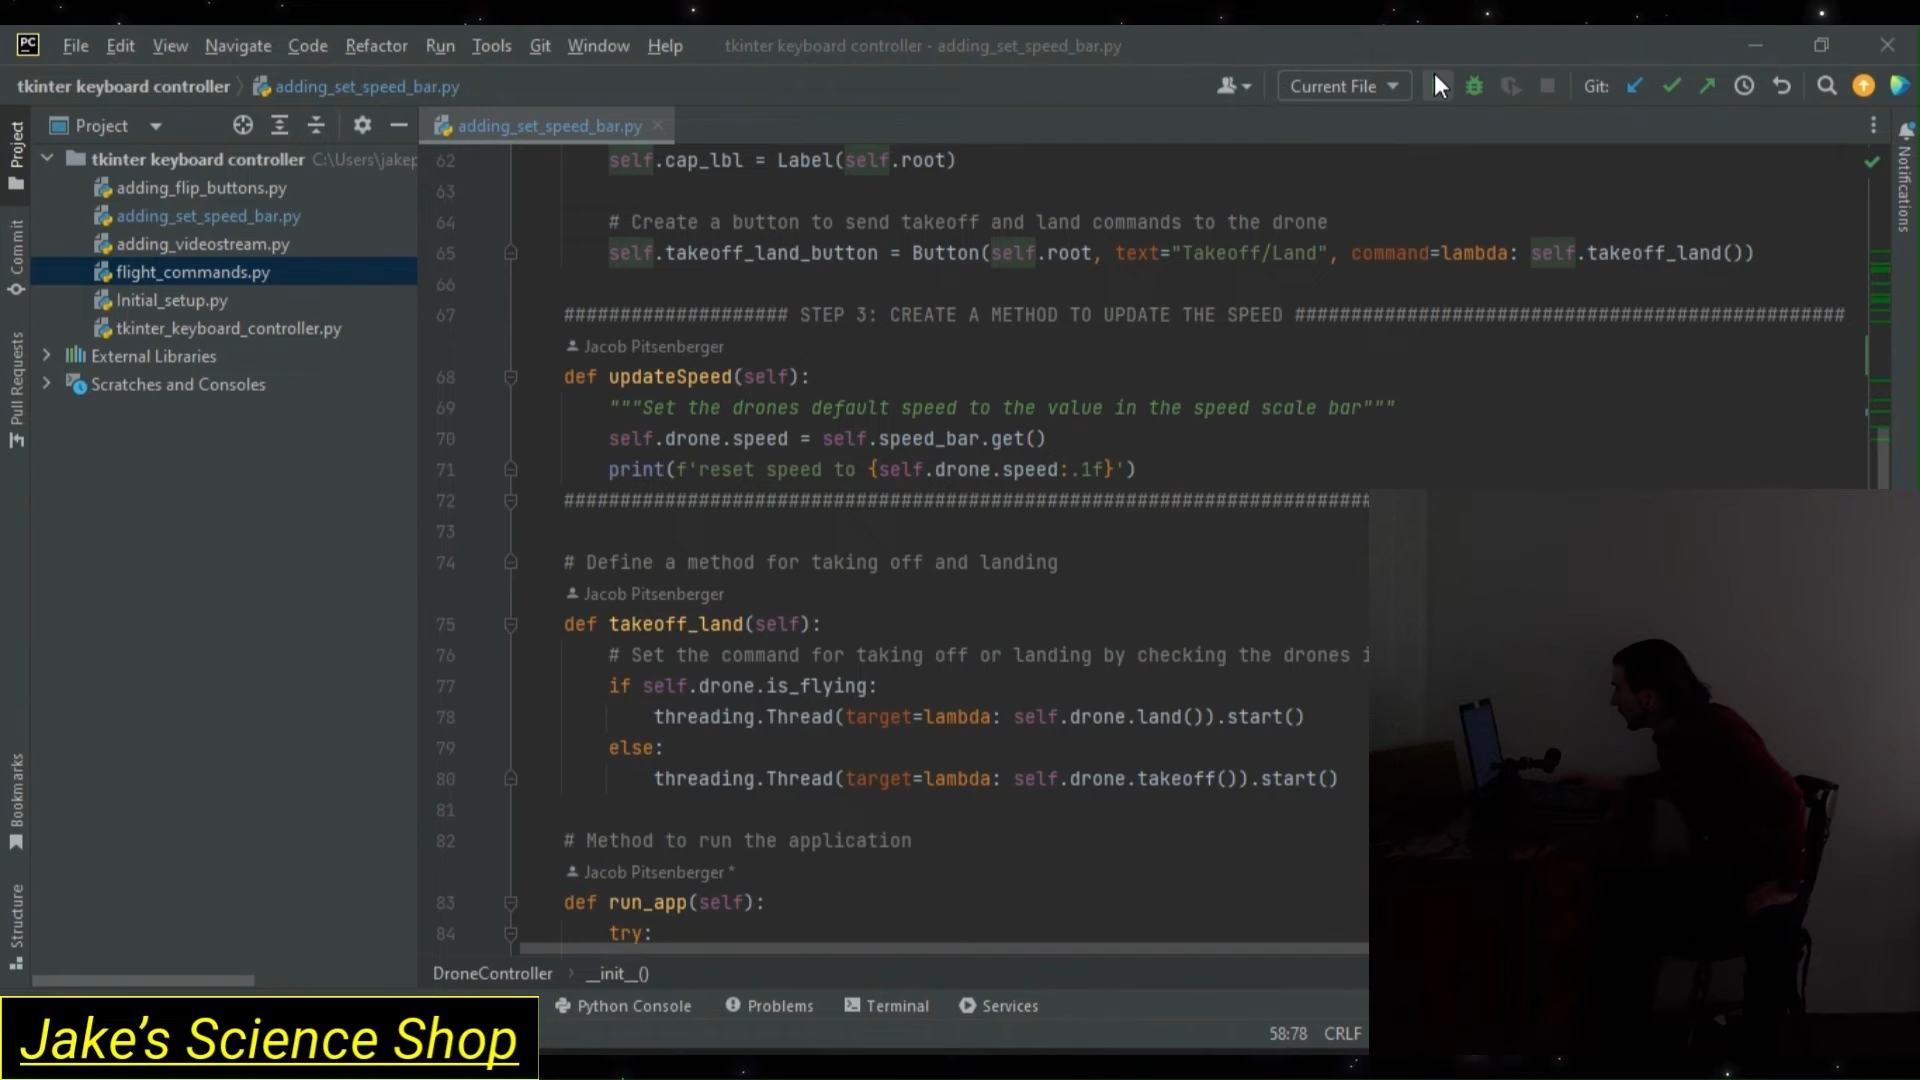 PC File Edit View Navigate Code Refactor Run Tools Git Window Help tkinter keyboard controller - adding_set_speed_bar.py
tkinter keyboard controller adding_set_speed_bar.py Current File Git:
Project
adding_set_speed_bar.py
tkinter keyboard controller C:\Users\jakep
adding_flip_buttons.py
adding_set_speed_bar.py
adding_videostream.py
flight_commands.py
Initial_setup.py
tkinter_keyboard_controller.py
External Libraries
Scratches and Consoles
Project
Commit
Pull Requests
Bookmarks
Structure
Notifications
62 self.cap_lbl = Label(self.root)
63
64 # Create a button to send takeoff and land commands to the drone
65 self.takeoff_land_button = Button(self.root, text="Takeoff/Land", command=lambda: self.takeoff_land())
66
67 #################### STEP 3: CREATE A METHOD TO UPDATE THE SPEED #################################################
Jacob Pitsenberger
68 def updateSpeed(self):
69 """Set the drones default speed to the value in the speed scale bar"""
70 self.drone.speed = self.speed_bar.get()
71 print(f'reset speed to {self.drone.speed:.1f}')
72 ########################################################################
73
74 # Define a method for taking off and landing
Jacob Pitsenberger
75 def takeoff_land(self):
76 # Set the command for taking off or landing by checking the drones i
77 if self.drone.is_flying:
78 threading.Thread(target=lambda: self.drone.land()).start()
79 else:
80 threading.Thread(target=lambda: self.drone.takeoff()).start()
81
82 # Method to run the application
Jacob Pitsenberger *
83 def run_app(self):
84 try:
DroneController __init__()
Python Console Problems Terminal Services
58:78 CRLF
Jake's Science Shop